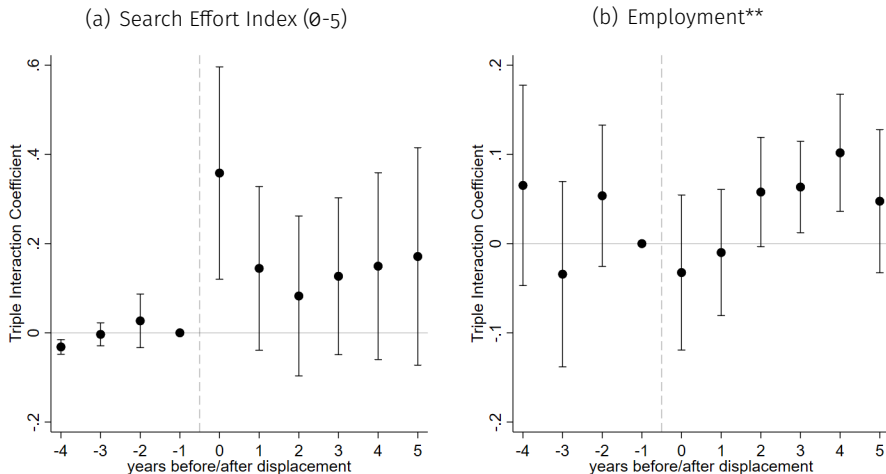 (a) Search Effort Index (0-5)
Triple Interaction Coefficient
.6
.4
.2
0
-.2
-4 -3 -2 -1 0 1 2 3 4 5
years before/after displacement
(b) Employment**
Triple Interaction Coefficient
.2
.1
0
-.1
-.2
-4 -3 -2 -1 0 1 2 3 4 5
years before/after displacement